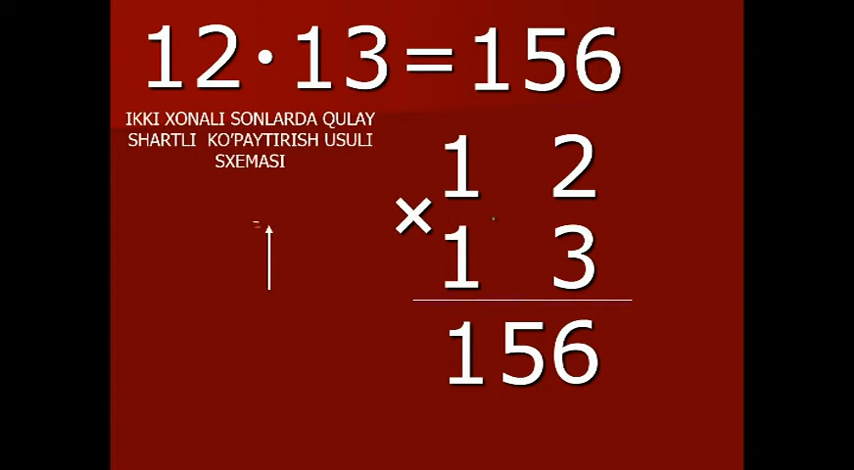 12·13=156
IKKI XONALI SONLARDA QULAY
SHARTLI KO’PAYTIRISH USULI
SXEMASI
1 2
×
1 3
156